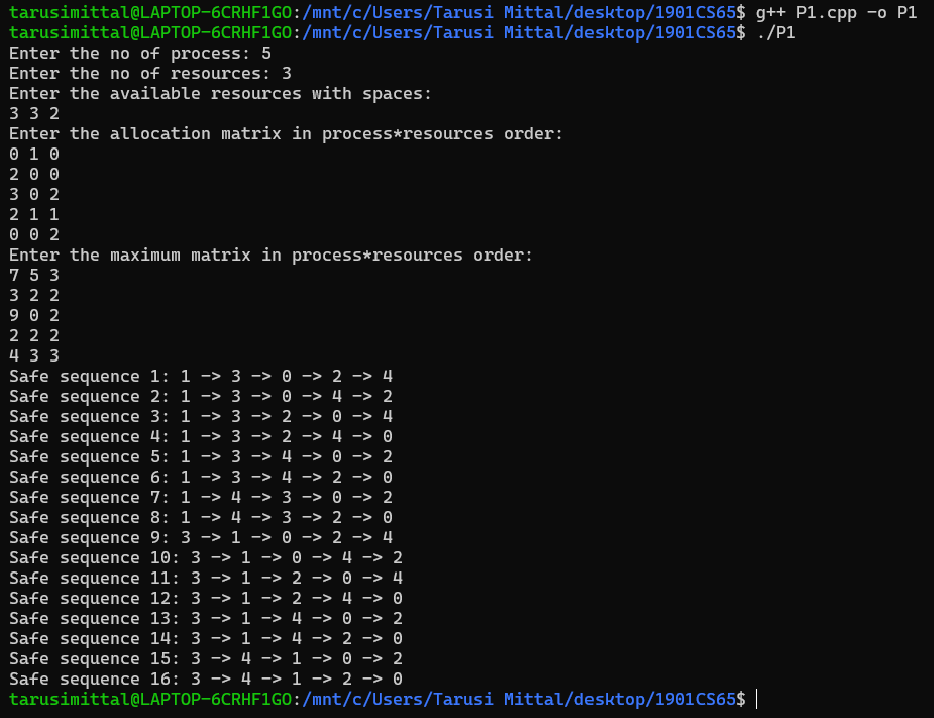 tarusimittal@LAPTOP-6CRHF1GO:/mnt/c/Users/Tarusi Mittal/desktop/1901CS65$ g++ P1.cpp -o P1
tarusimittal@LAPTOP-6CRHF1GO:/mnt/c/Users/Tarusi Mittal/desktop/1901CS65$ ./P1
Enter the no of process: 5
Enter the no of resources: 3
Enter the available resources with spaces:
3 3 2
Enter the allocation matrix in process*resources order:
0 1 0
2 0 0
3 0 2
2 1 1
0 0 2
Enter the maximum matrix in process*resources order:
7 5 3
3 2 2
9 0 2
2 2 2
4 3 3
Safe sequence 1: 1 -> 3 -> 0 -> 2 -> 4
Safe sequence 2: 1 -> 3 -> 0 -> 4 -> 2
Safe sequence 3: 1 -> 3 -> 2 -> 0 -> 4
Safe sequence 4: 1 -> 3 -> 2 -> 4 -> 0
Safe sequence 5: 1 -> 3 -> 4 -> 0 -> 2
Safe sequence 6: 1 -> 3 -> 4 -> 2 -> 0
Safe sequence 7: 1 -> 4 -> 3 -> 0 -> 2
Safe sequence 8: 1 -> 4 -> 3 -> 2 -> 0
Safe sequence 9: 3 -> 1 -> 0 -> 2 -> 4
Safe sequence 10: 3 -> 1 -> 0 -> 4 -> 2
Safe sequence 11: 3 -> 1 -> 2 -> 0 -> 4
Safe sequence 12: 3 -> 1 -> 2 -> 4 -> 0
Safe sequence 13: 3 -> 1 -> 4 -> 0 -> 2
Safe sequence 14: 3 -> 1 -> 4 -> 2 -> 0
Safe sequence 15: 3 -> 4 -> 1 -> 0 -> 2
Safe sequence 16: 3 -> 4 -> 1 -> 2 -> 0
tarusimittal@LAPTOP-6CRHF1GO:/mnt/c/Users/Tarusi Mittal/desktop/1901CS65$